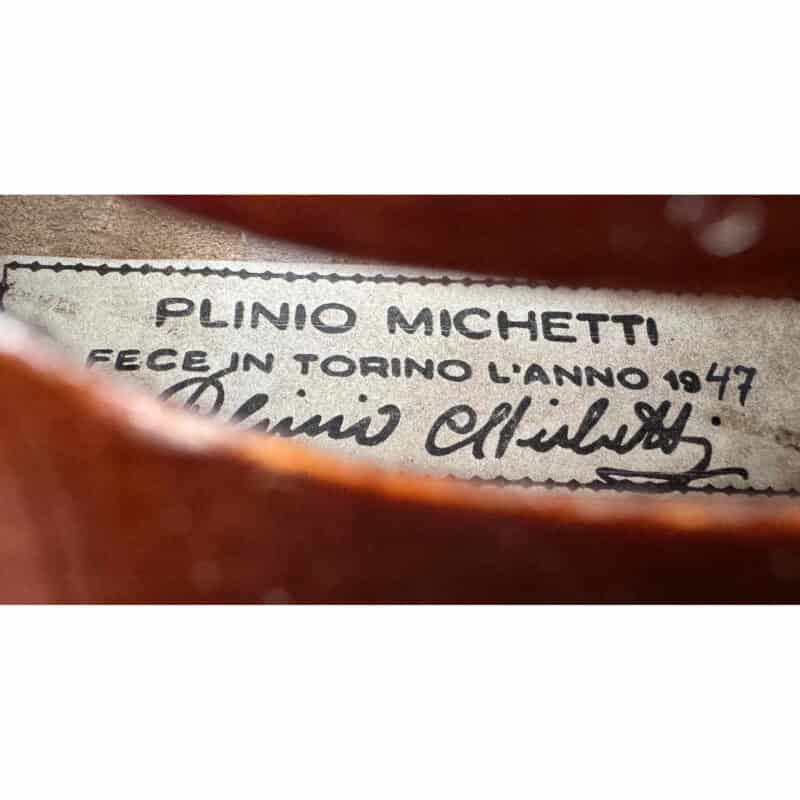 PLINIO MICHETTI
FECE IN TORINO L'ANNO 1947
Plinio Michetti